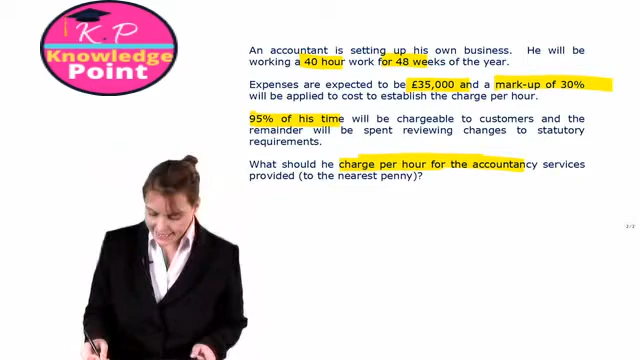 K.P
Knowledge
Point
An accountant is setting up his own business. He will be
working a 40 hour work for 48 weeks of the year.
Expenses are expected to be £35,000 and a mark-up of 30%
will be applied to cost to establish the charge per hour.
95% of his time will be chargeable to customers and the
remainder will be spent reviewing changes to statutory
requirements.
What should he charge per hour for the accountancy services
provided (to the nearest penny)?